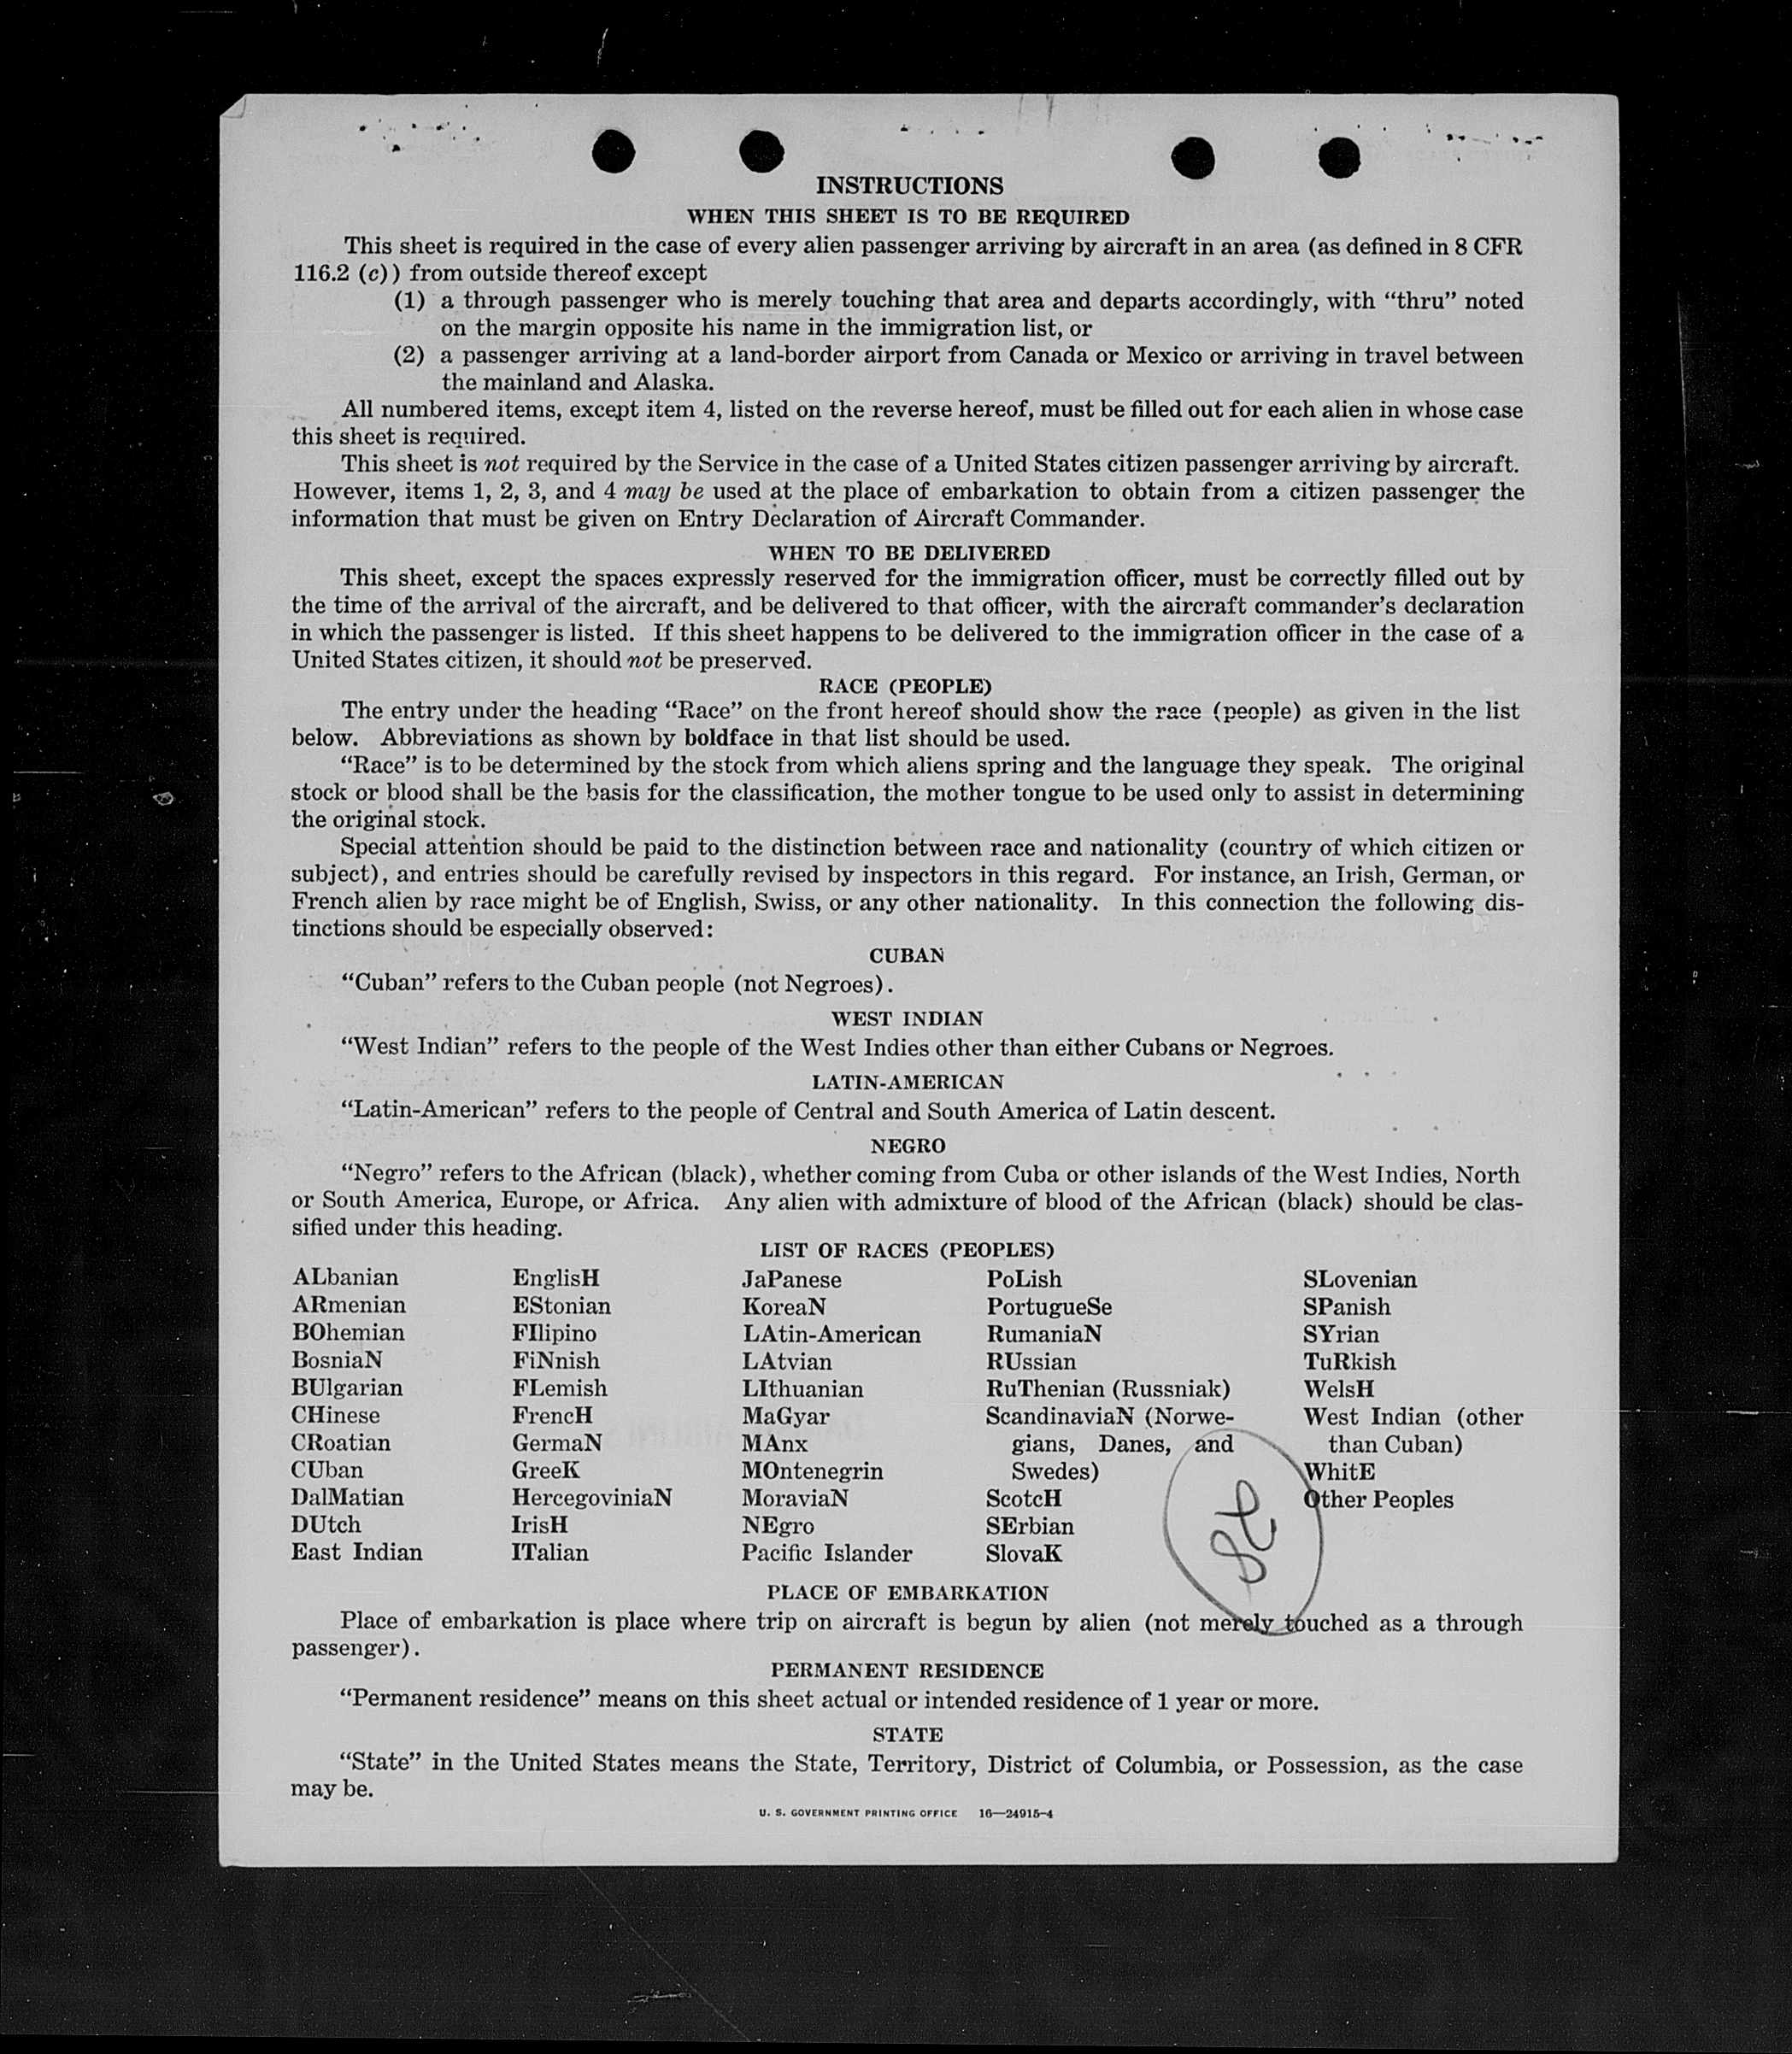 INSTRUCTIONS
WHEN THIS SHEET IS TO BE REQUIRED
This sheet is required in the case of every alien passenger arriving by aircraft in an area (as defined in 8 CFR
116.2 (c)) from outside thereof except
(1) a through passenger who is merely touching that area and departs accordingly, with “thru” noted
on the margin opposite his name in the immigration list, or
(2) a passenger arriving at a land-border airport from Canada or Mexico or arriving in travel between
the mainland and Alaska.
All numbered items, except item 4, listed on the reverse hereof, must be filled out for each alien in whose case
this sheet is required.
This sheet is not required by the Service in the case of a United States citizen passenger arriving by aircraft.
However, items 1, 2, 3, and 4 may be used at the place of embarkation to obtain from a citizen passenger the
information that must be given on Entry Declaration of Aircraft Commander.
WHEN TO BE DELIVERED
This sheet, except the spaces expressly reserved for the immigration officer, must be correctly filled out by
the time of the arrival of the aircraft, and be delivered to that officer, with the aircraft commander’s declaration
in which the passenger is listed. If this sheet happens to be delivered to the immigration officer in the case of a
United States citizen, it should not be preserved.
RACE (PEOPLE)
The entry under the heading “Race” on the front hereof should show the race (people) as given in the list
below. Abbreviations as shown by boldface in that list should be used.
“Race” is to be determined by the stock from which aliens spring and the language they speak. The original
stock or blood shall be the basis for the classification, the mother tongue to be used only to assist in determining
the original stock.
Special attention should be paid to the distinction between race and nationality (country of which citizen or
subject), and entries should be carefully revised by inspectors in this regard. For instance, an Irish, German, or
French alien by race might be of English, Swiss, or any other nationality. In this connection the following dis-
tinctions should be especially observed:
CUBAN
“Cuban” refers to the Cuban people (not Negroes).
WEST INDIAN
“West Indian” refers to the people of the West Indies other than either Cubans or Negroes.
LATIN-AMERICAN
“Latin-American” refers to the people of Central and South America of Latin descent.
NEGRO
“Negro” refers to the African (black), whether coming from Cuba or other islands of the West Indies, North
or South America, Europe, or Africa. Any alien with admixture of blood of the African (black) should be clas-
sified under this heading.
LIST OF RACES (PEOPLES)
ALbanian
ARmenian
BOhemian
BosniaN
BUlgarian
CHinese
CRoatian
CUban
DalMatian
DUtch
East Indian
EnglisH
EStonian
FIlipino
FiNnish
FLemish
FrencH
GermaN
GreeK
HercegoviniaN
IrisH
ITalian
JaPanese
KoreaN
LAtin-American
LAtvian
LIthuanian
MaGyar
MAnx
MOntenegrin
MoraviaN
NEgro
Pacific Islander
PoLish
PortugueSe
RumaniaN
RUssian
RuThenian (Russniak)
ScandinaviaN (Norwe-
gians, Danes, and
Swedes)
ScotcH
SErbian
SlovaK
SLovenian
SPanish
SYrian
TuRkish
WelsH
West Indian (other
than Cuban)
WhitE
Other Peoples
PLACE OF EMBARKATION
Place of embarkation is place where trip on aircraft is begun by alien (not merely touched as a through
passenger).
PERMANENT RESIDENCE
“Permanent residence” means on this sheet actual or intended residence of 1 year or more.
STATE
“State” in the United States means the State, Territory, District of Columbia, or Possession, as the case
may be.
U. S. GOVERNMENT PRINTING OFFICE 16—24915-4